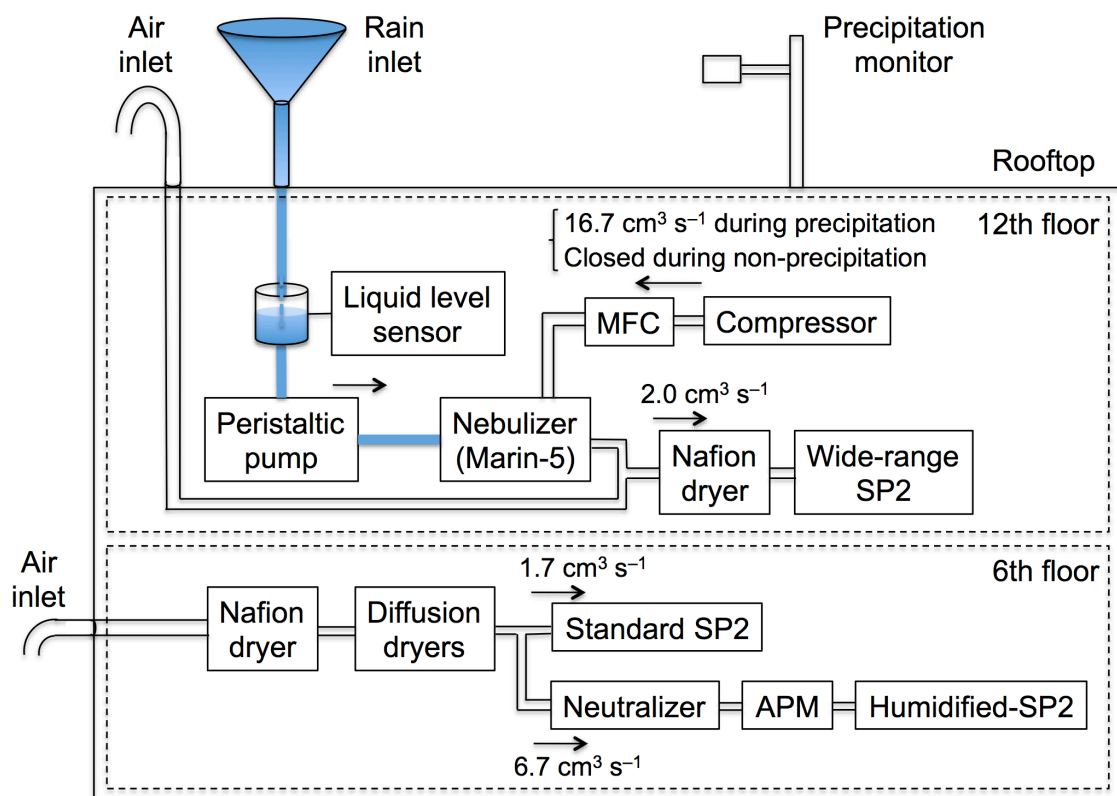 Air
inlet
Rain
inlet
Precipitation
monitor
Rooftop
12th floor
16.7 cm³ s⁻¹ during precipitation
Closed during non-precipitation
Liquid level
sensor
MFC
Compressor
2.0 cm³ s⁻¹
Peristaltic
pump
Nebulizer
(Marin-5)
Nafion
dryer
Wide-range
SP2
6th floor
Air
inlet
1.7 cm³ s⁻¹
Nafion
dryer
Diffusion
dryers
Standard SP2
Neutralizer
APM
Humidified-SP2
6.7 cm³ s⁻¹